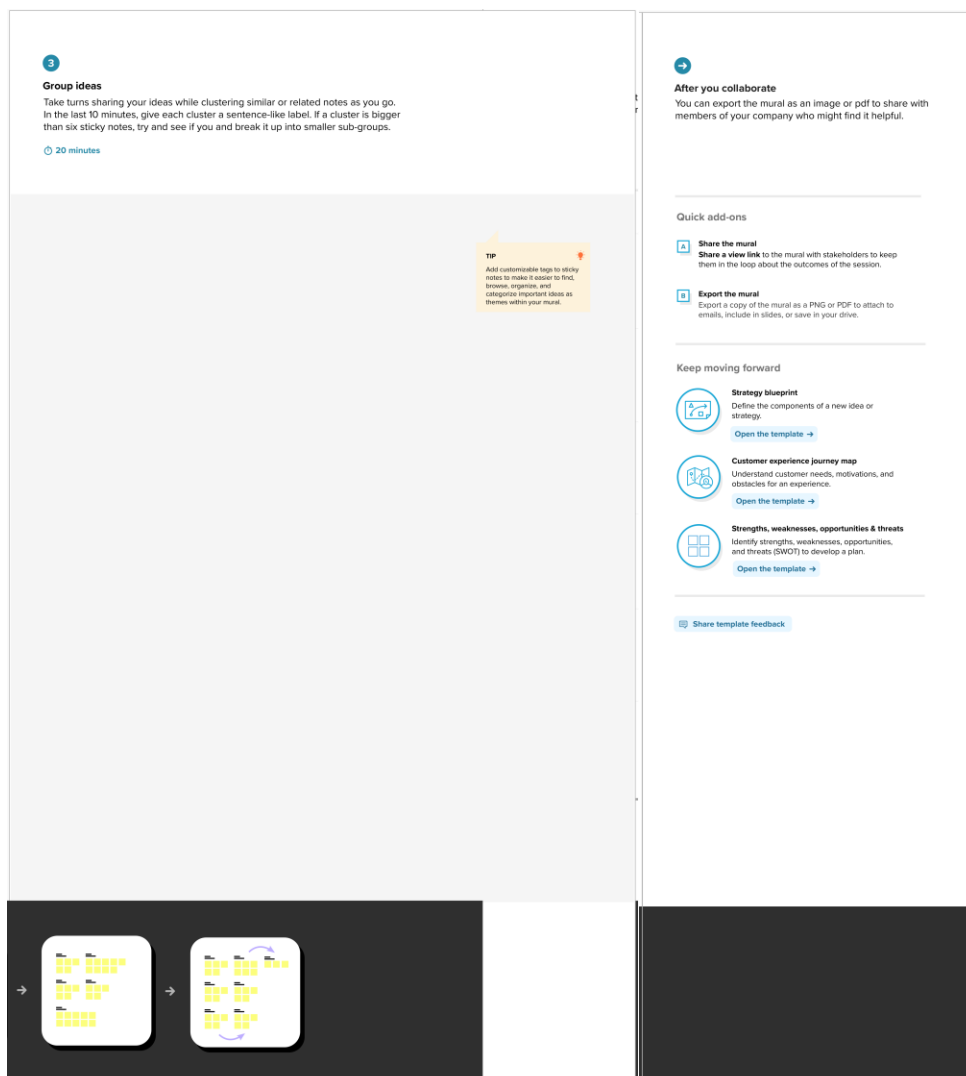 3
Group ideas
Take turns sharing your ideas while clustering similar or related notes as you go.
In the last 10 minutes, give each cluster a sentence-like label. If a cluster is bigger
than six sticky notes, try and see if you and break it up into smaller sub-groups.
20 minutes
TIP
Add customizable tags to sticky
notes to make it easier to find,
browse, organize, and
categorize important ideas as
themes within your mural.
t
r
After you collaborate
You can export the mural as an image or pdf to share with
members of your company who might find it helpful.
Quick add-ons
A
Share the mural
Share a view link to the mural with stakeholders to keep
them in the loop about the outcomes of the session.
B
Export the mural
Export a copy of the mural as a PNG or PDF to attach to
emails, include in slides, or save in your drive.
Keep moving forward
Strategy blueprint
Define the components of a new idea or
strategy.
Open the template →
Customer experience journey map
Understand customer needs, motivations, and
obstacles for an experience.
Open the template →
Strengths, weaknesses, opportunities & threats
Identify strengths, weaknesses, opportunities,
and threats (SWOT) to develop a plan.
Open the template →
Share template feedback